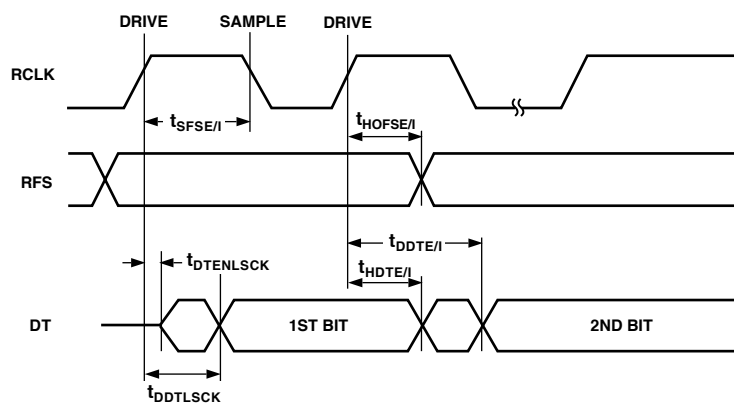 DRIVE SAMPLE DRIVE
RCLK
tSFSE/I
tHOFSE/I
RFS
tDDTE/I
tDTENLSCK
tHDTE/I
DT
1ST BIT
2ND BIT
tDDTLSCK